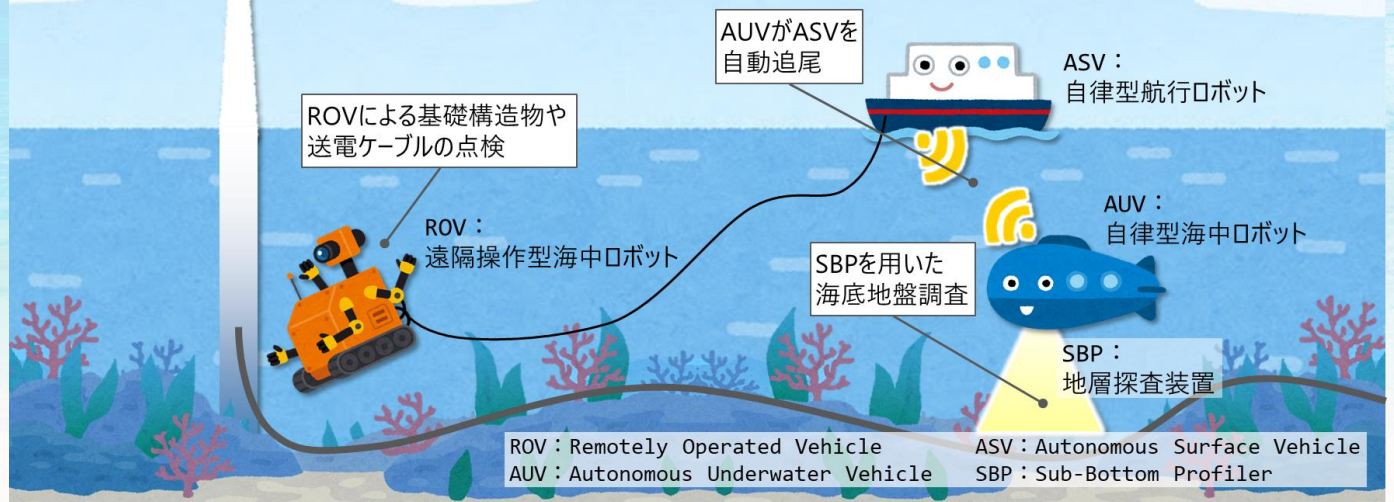 AUVがASVを
自動追尾
ASV：
自律型航行ロボット
ROVによる基礎構造物や
送電ケーブルの点検
ROV：
遠隔操作型海中ロボット
AUV：
自律型海中ロボット
SBPを用いた
海底地盤調査
SBP：
地層探査装置
ROV：Remotely Operated Vehicle
ASV：Autonomous Surface Vehicle
AUV：Autonomous Underwater Vehicle
SBP：Sub-Bottom Profiler